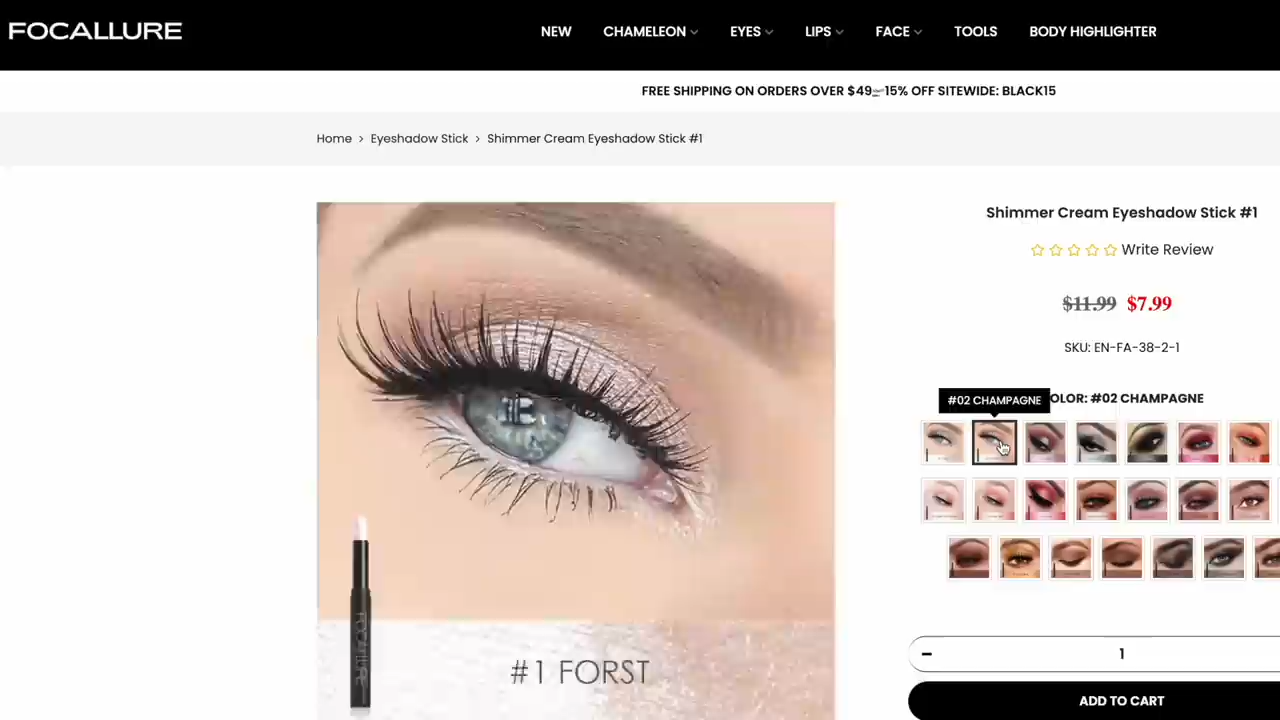 FOCALLURE
NEW CHAMELEON EYES LIPS FACE TOOLS BODY HIGHLIGHTER
FREE SHIPPING ON ORDERS OVER $49 15% OFF SITEWIDE: BLACK15
Home > Eyeshadow Stick > Shimmer Cream Eyeshadow Stick #1
Shimmer Cream Eyeshadow Stick #1
Write Review
$11.99 $7.99
SKU: EN-FA-38-2-1
#02 CHAMPAGNE
OLOR: #02 CHAMPAGNE
FOCALLURE
#1 FORST
- 1
ADD TO CART